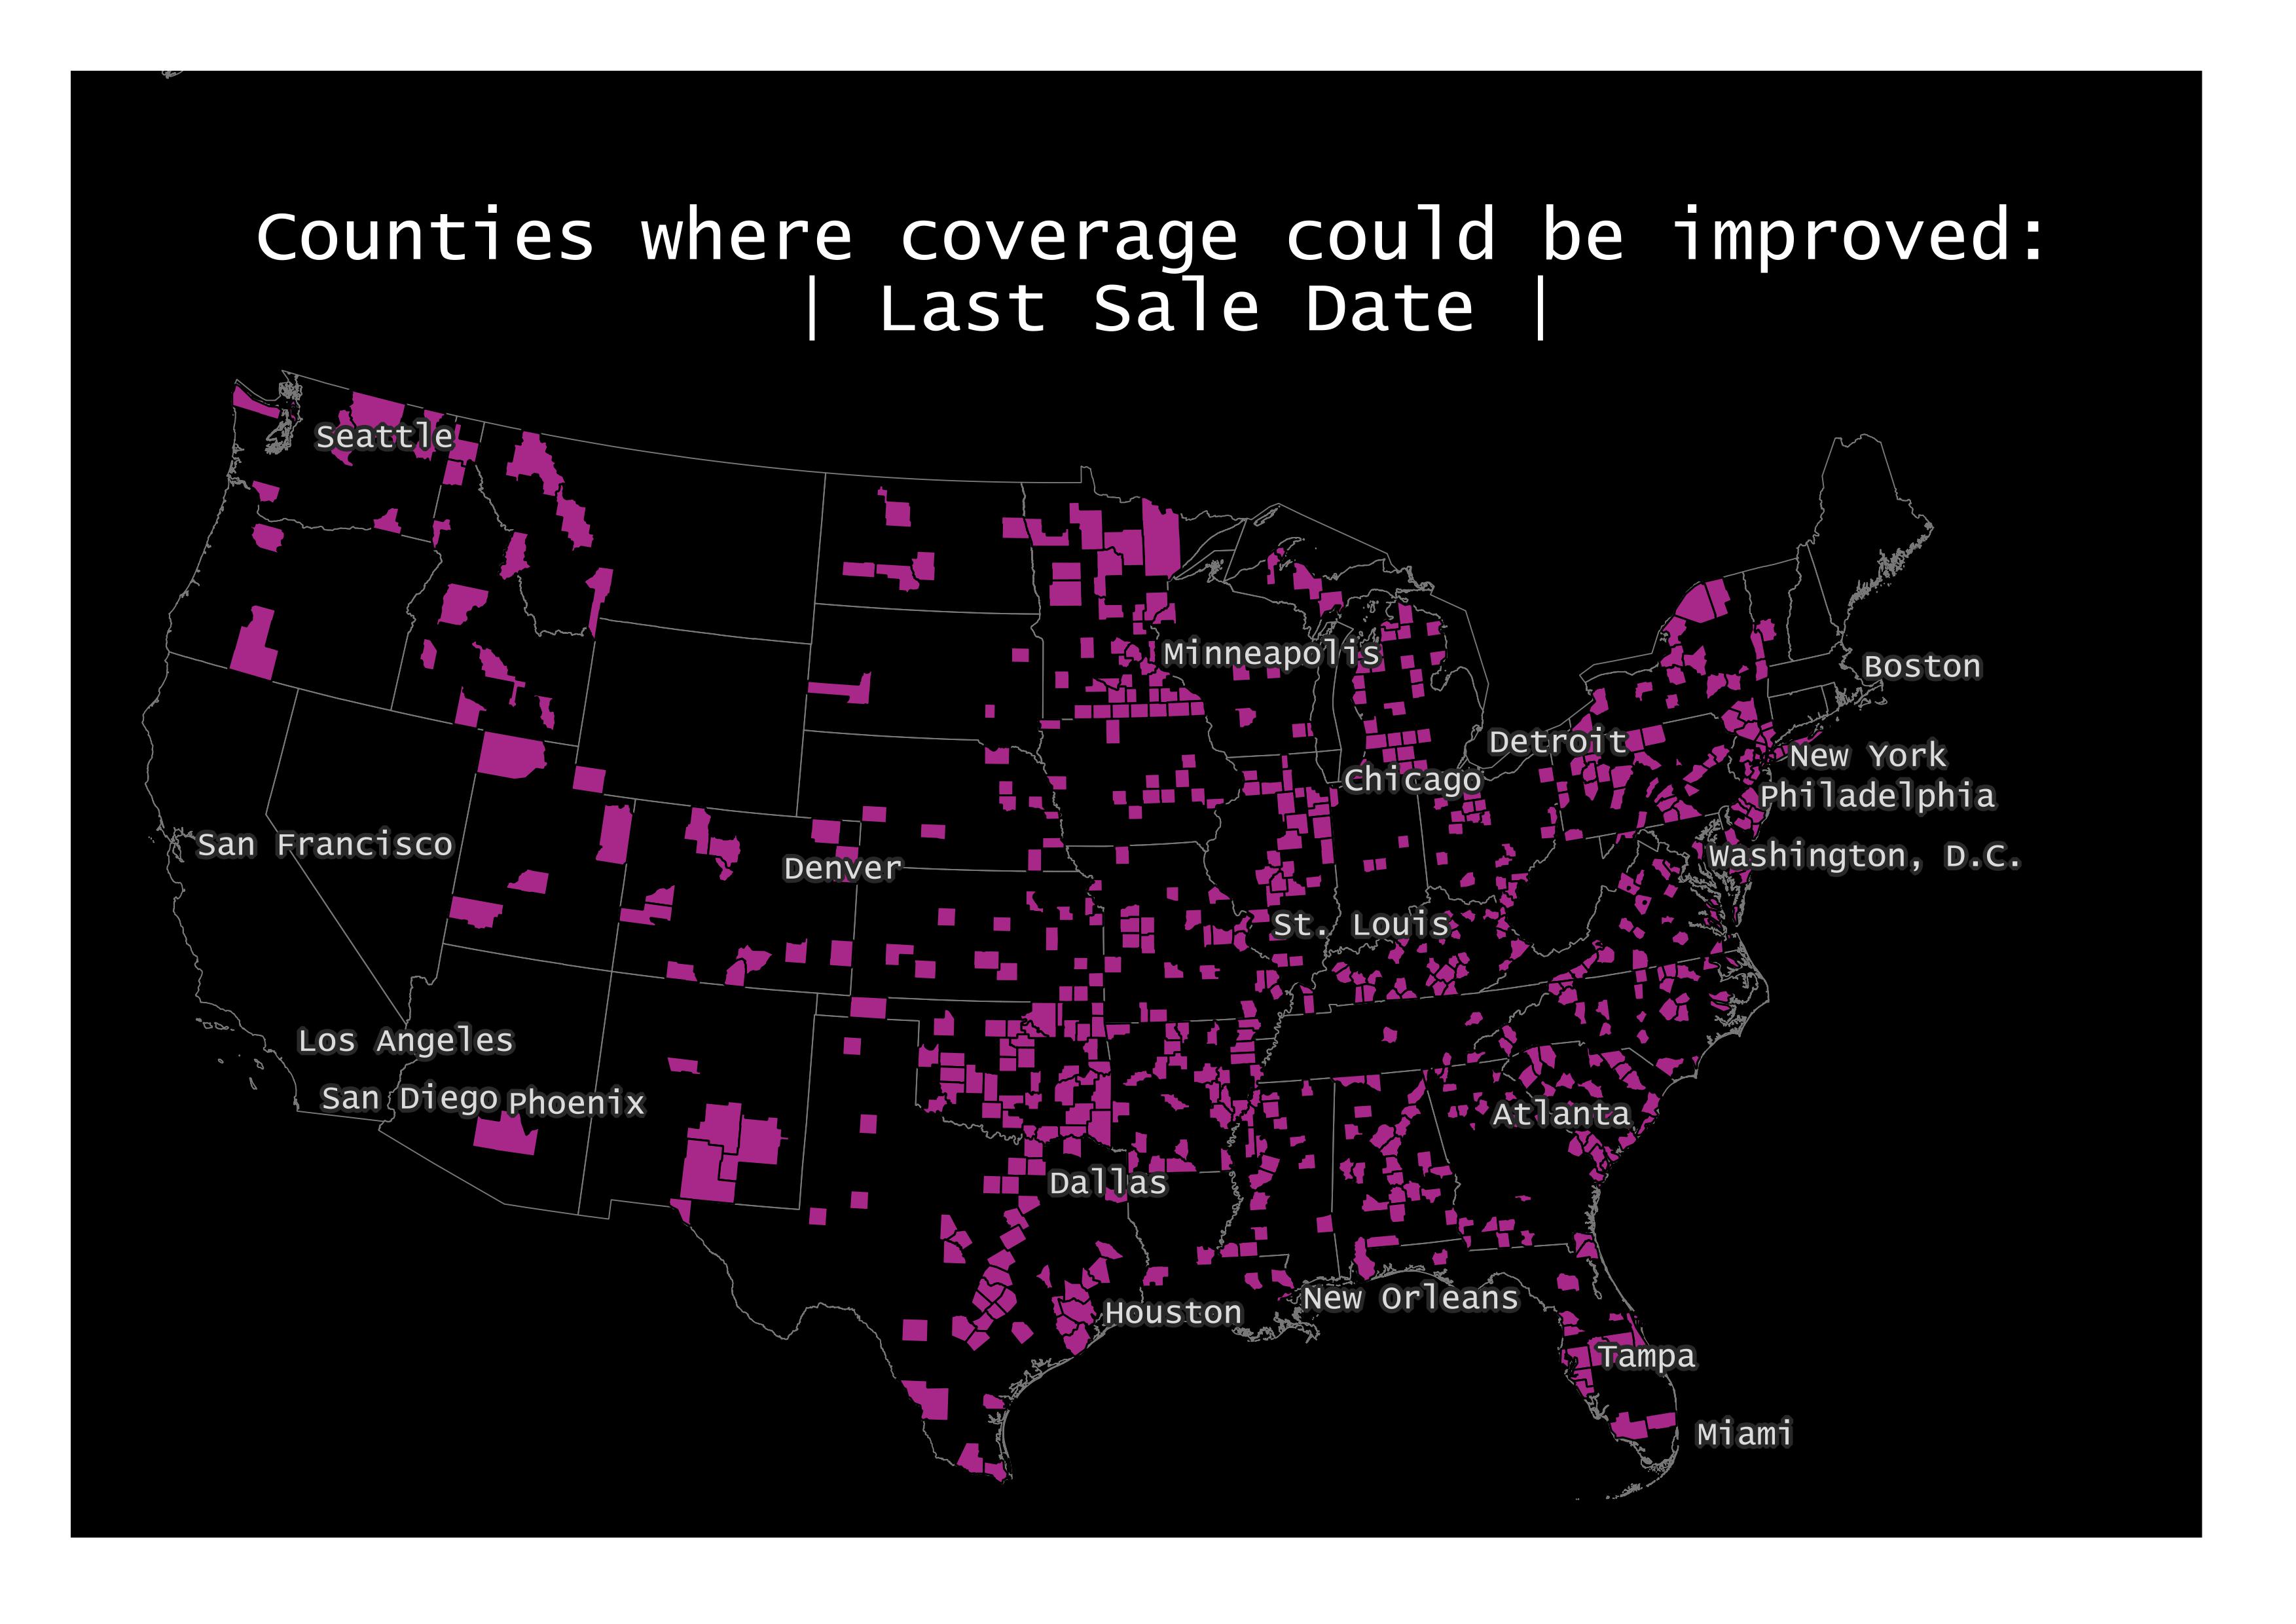 Counties where coverage could be improved:
| Last Sale Date |
Seattle
Minneapolis
Boston
Detroit
New York
Chicago
Philadelphia
San Francisco
Denver
Washington, D.C.
St. Louis
Los Angeles
San Diego
Phoenix
Atlanta
Dallas
New Orleans
Houston
Tampa
Miami